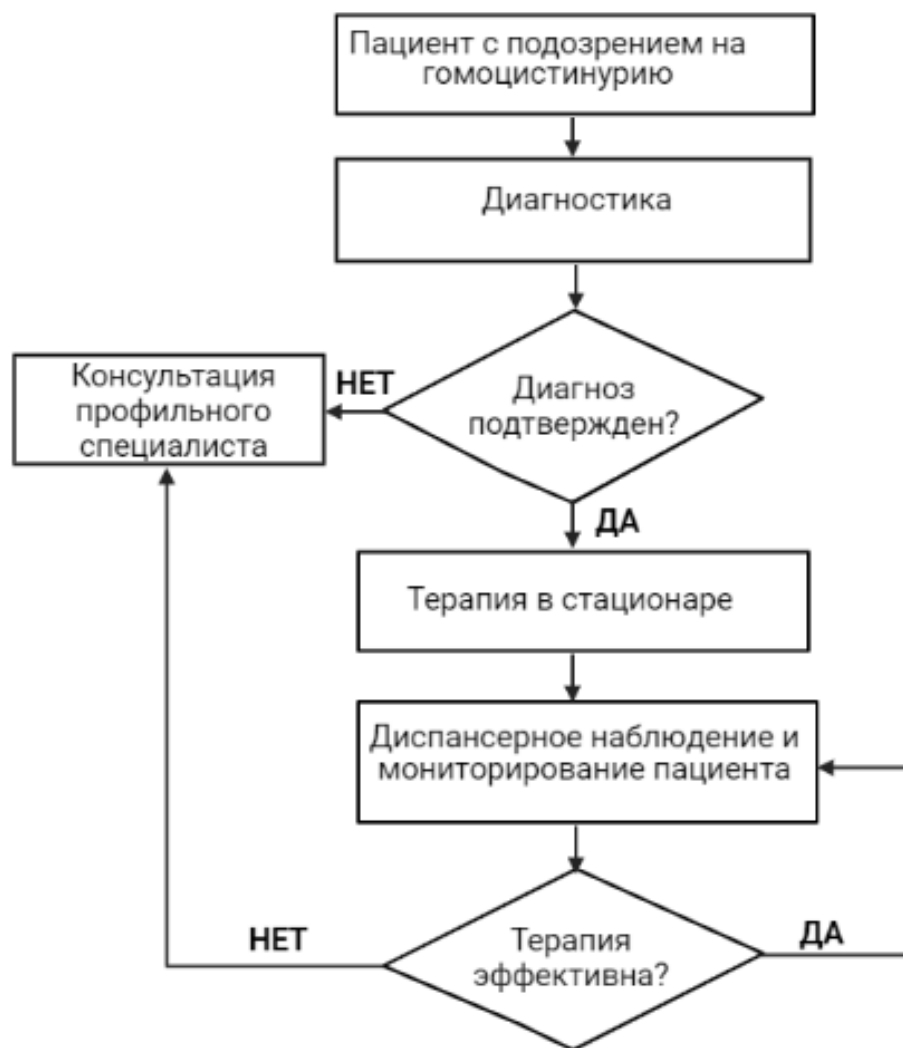 Пациент с подозрением на
гомоцистинурию
Диагностика
Диагноз
подтвержден?
НЕТ
Консультация
профильного
специалиста
ДА
Терапия в стационаре
Диспансерное наблюдение и
мониторирование пациента
Терапия
эффективна?
НЕТ
ДА